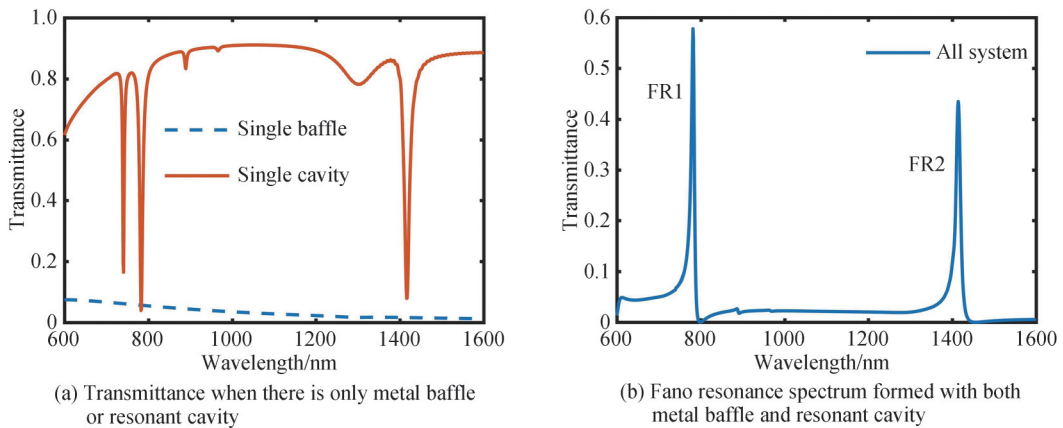 1.0
0.8
0.6
0.4
0.2
0
Transmittance
Single baffle
Single cavity
600 800 1000 1200 1400 1600
Wavelength/nm
(a) Transmittance when there is only metal baffle
or resonant cavity
0.6
0.5
0.4
0.3
0.2
0.1
0
Transmittance
All system
FR1
FR2
600 800 1000 1200 1400 1600
Wavelength/nm
(b) Fano resonance spectrum formed with both
metal baffle and resonant cavity